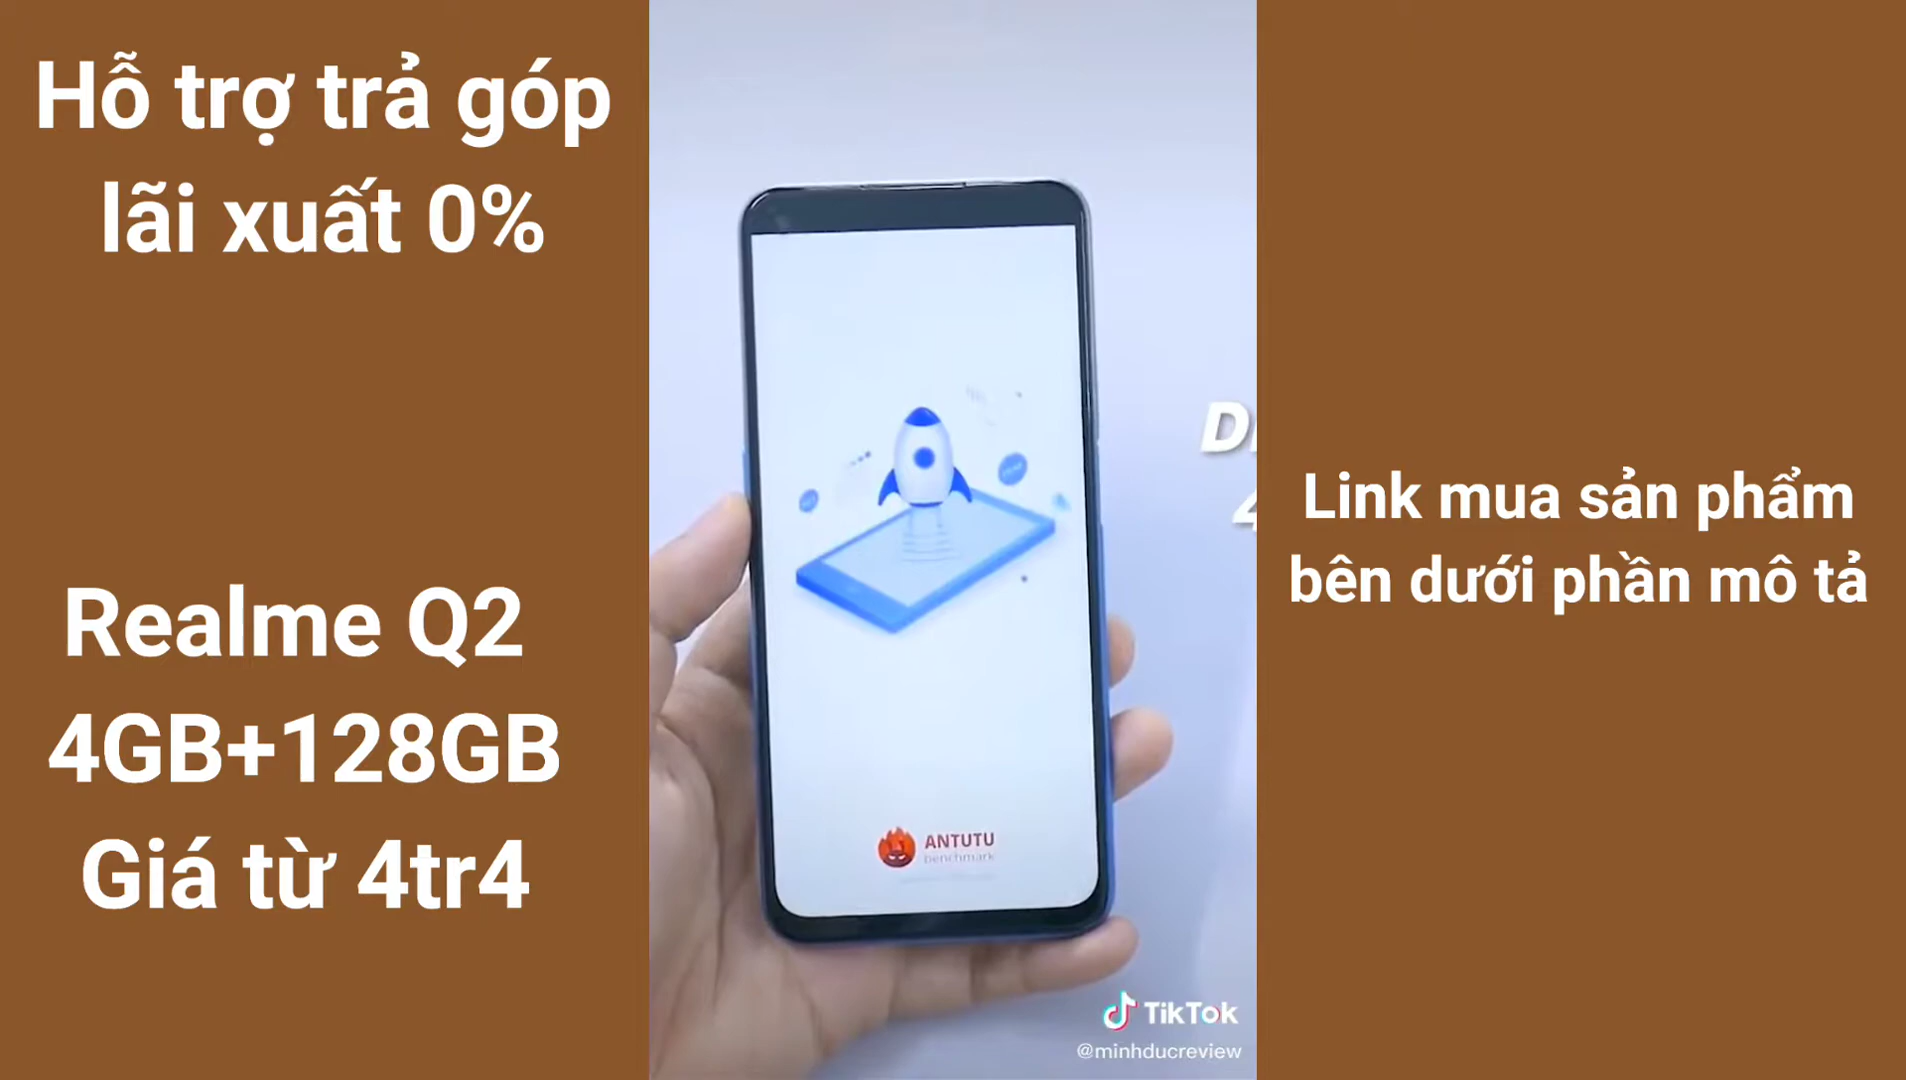 Hỗ trợ trả góp
lãi xuất 0%
Realme Q2
4GB+128GB
Giá từ 4tr4
ANTUTU
benchmark
Link mua sản phẩm
bên dưới phần mô tả
TikTok
@minhducreview